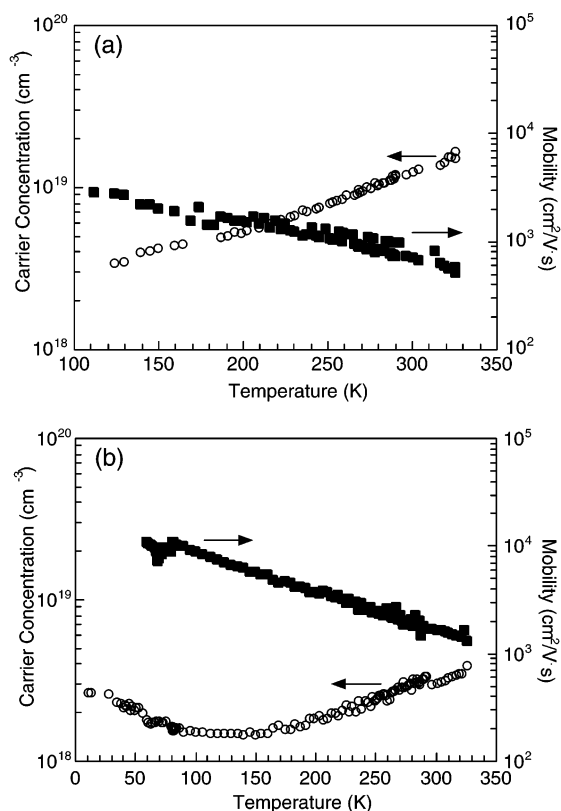 (a)
10^20
10^19
10^18
Carrier Concentration (cm^-3)
10^5
10^4
10^3
10^2
Mobility (cm^2/V·s)
100 150 200 250 300 350
Temperature (K)
(b)
10^20
10^19
10^18
Carrier Concentration (cm^-3)
10^5
10^4
10^3
10^2
Mobility (cm^2/V·s)
0 50 100 150 200 250 300 350
Temperature (K)